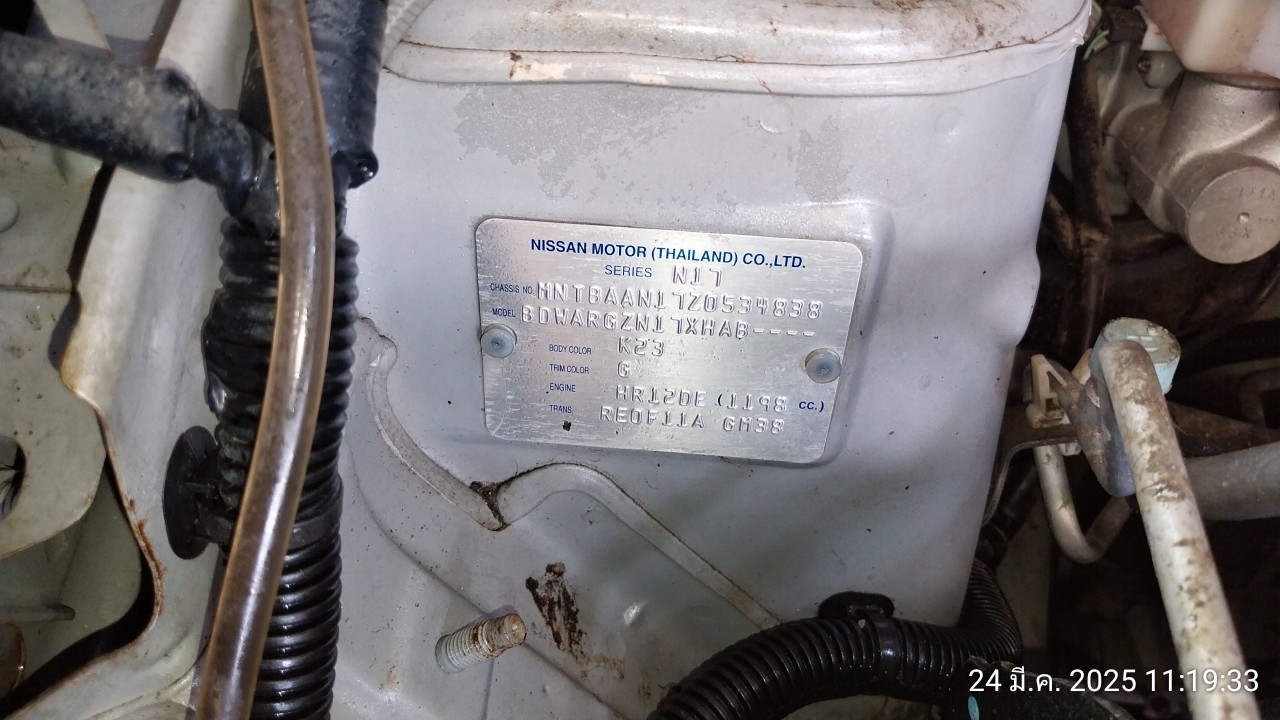 NISSAN MOTOR (THAILAND) CO.,LTD.
SERIES N17
CHASSIS NO. MNTBAAN17Z0534838
MODEL BDWARGZN17XHAB----
BODY COLOR K23
TRIM COLOR G
ENGINE HR12DE (1198 CC.)
TRANS. RE0F11A GM38
24 มี.ค. 2025 11:19:33